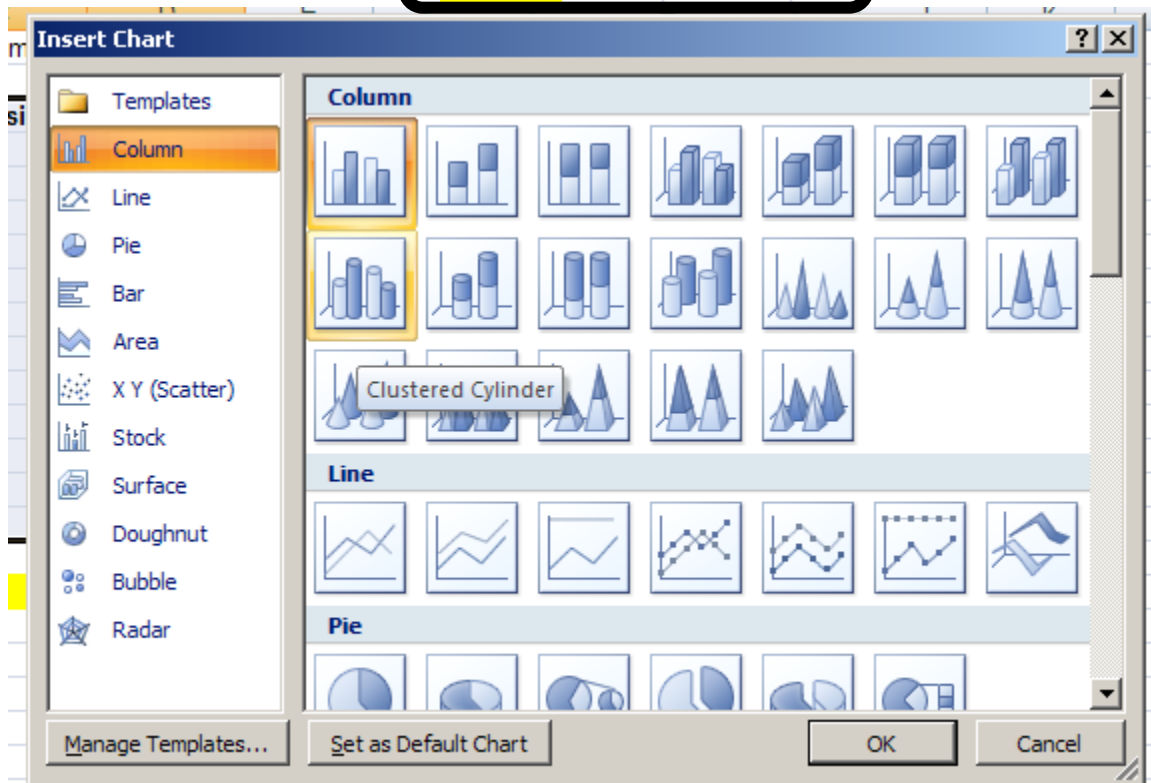 m
Insert Chart
si
Templates
Column
Line
Pie
Bar
Area
X Y (Scatter)
Stock
Surface
Doughnut
Bubble
Radar
Column
Clustered Cylinder
Line
Pie
Manage Templates...
Set as Default Chart
OK
Cancel